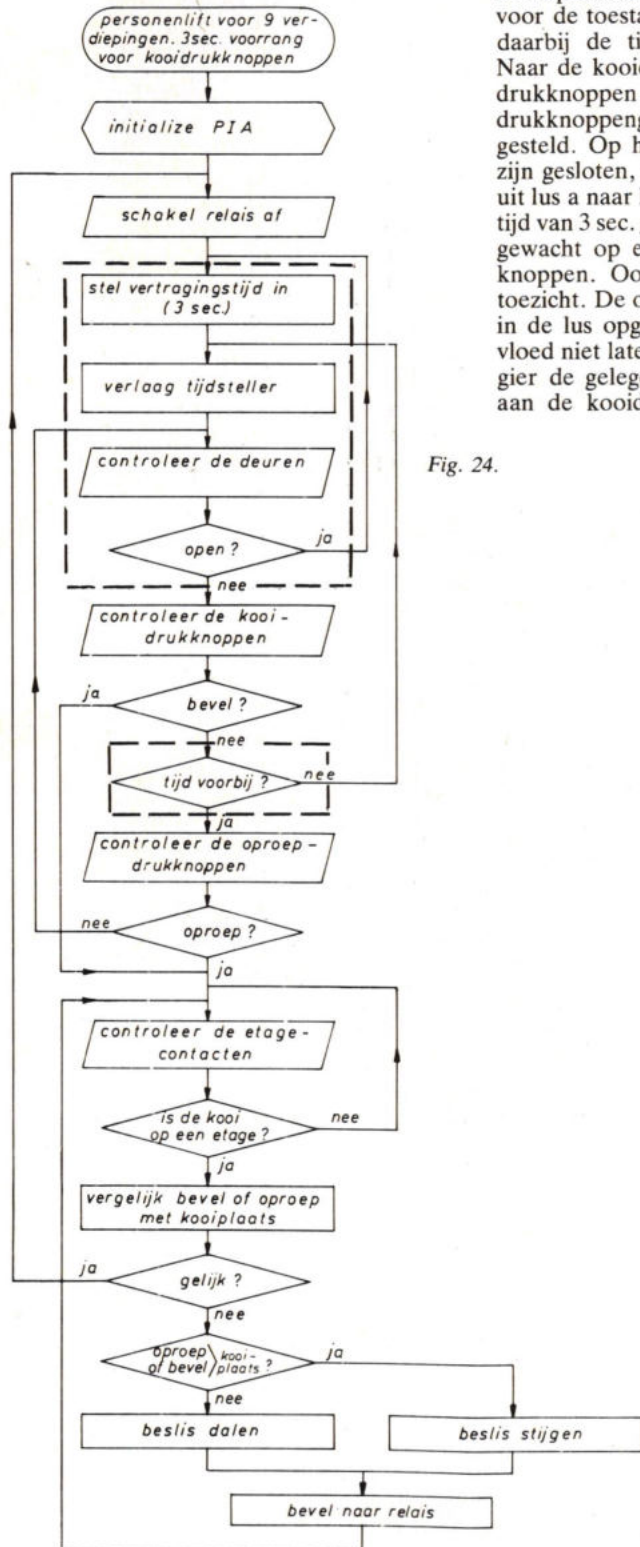 personenlift voor 9 ver-
diepingen. 3sec. voorrang
voor kooidrukknoppen
initialize PIA
schakel relais af
stel vertragingstijd in
(3 sec.)
verlaag tijdsteller
controleer de deuren
open ?
ja
nee
controleer de kooi-
drukknoppen
ja
bevel ?
nee
tijd voorbij ?
nee
ja
controleer de oproep-
drukknoppen
nee
oproep ?
ja
controleer de etage-
contacten
is de kooi
op een etage ?
nee
ja
vergelijk bevel of oproep
met kooiplaats
ja
gelijk ?
nee
oproep
of bevel > kooi-
plaats ?
ja
nee
beslis dalen
beslis stijgen
bevel naar relais
voor de toesta
daarbij de ti
Naar de kooid
drukknoppen
drukknoppeng
gesteld. Op h
zijn gesloten,
uit lus a naar
tijd van 3 sec.
gewacht op e
knoppen. Oo
toezicht. De o
in de lus opg
vloed niet late
gier de geleg
aan de kooid
Fig. 24.